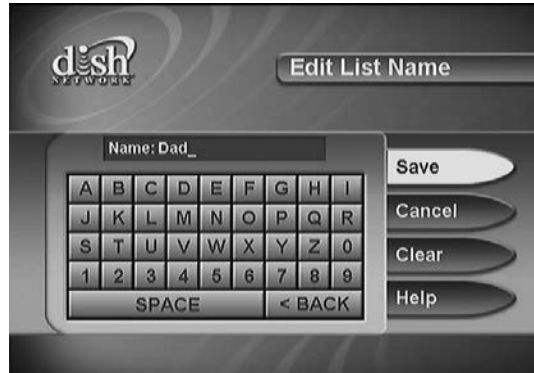 dish
NETWORK
Edit List Name
Name: Dad_
A B C D E F G H I
J K L M N O P Q R
S T U V W X Y Z 0
1 2 3 4 5 6 7 8 9
SPACE < BACK
Save
Cancel
Clear
Help